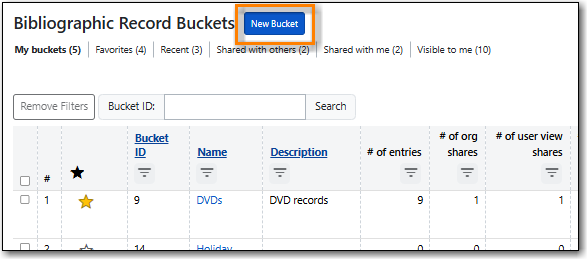 Bibliographic Record Buckets New Bucket
My buckets (5) Favorites (4) Recent (3) Shared with others (2) Shared with me (2) Visible to me (10)
Remove Filters Bucket ID: Search
# Bucket ID Name Description # of entries # of org shares # of user view shares
1 9 DVDs DVD records 9 1 1
2 14 Holiday 0 0 0